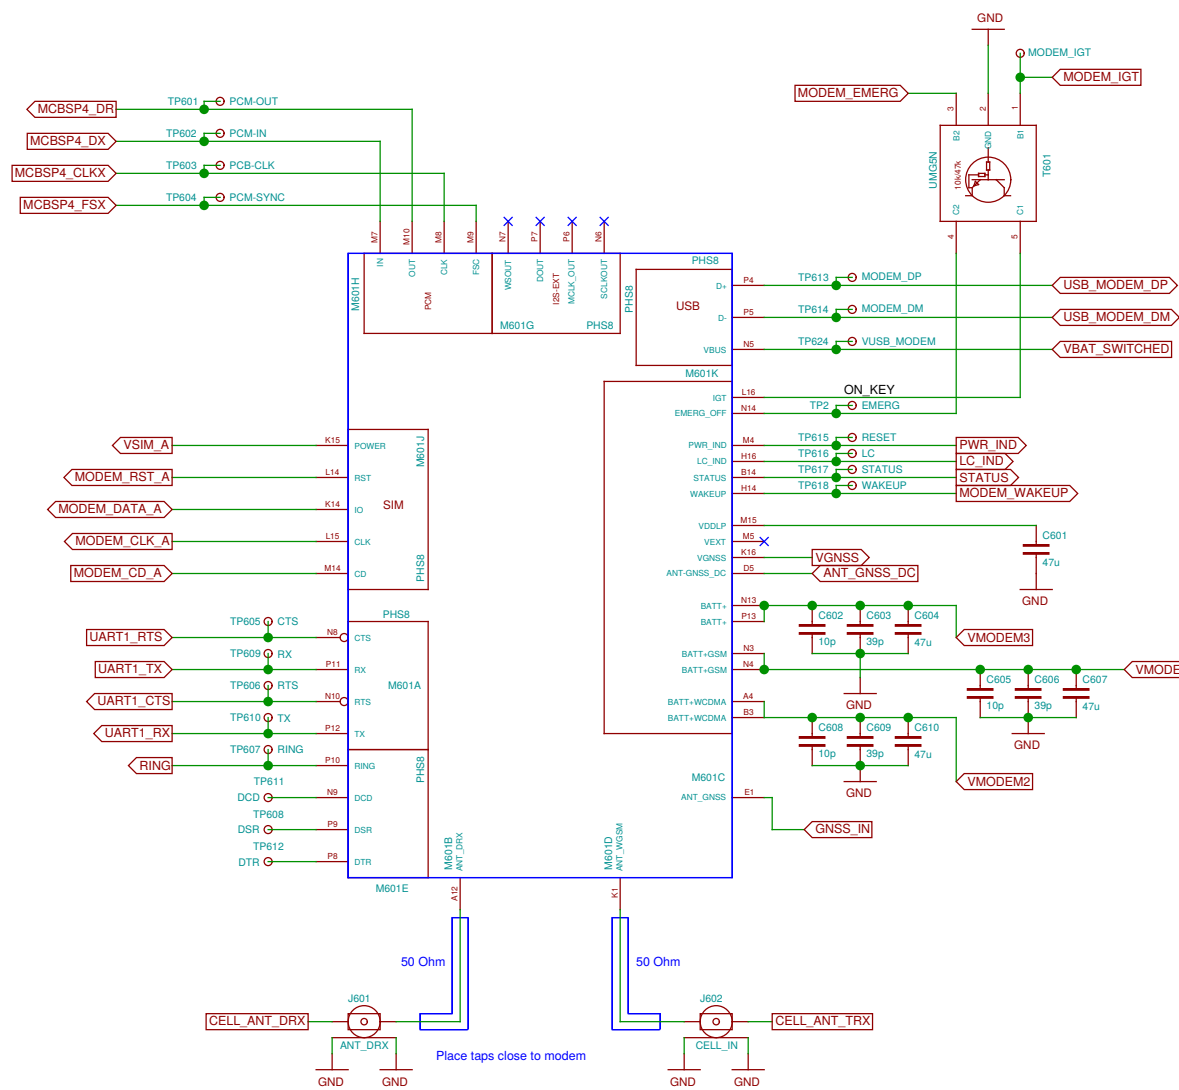 GND
MODEM_IGT
MODEM_IGT
MODEM_EMERG
3
2
1
B2
GND
B1
UMG5N
10k/47k
T601
C2
C1
4
5
MCBSP4_DR
TP601
PCM-OUT
MCBSP4_DX
TP602
PCM-IN
MCBSP4_CLKX
TP603
PCB-CLK
MCBSP4_FSX
TP604
PCM-SYNC
M7
M10
M8
M9
N7
P7
P6
N6
IN
OUT
CLK
FSC
WSOUT
DOUT
I2S-EXT
MCLK_OUT
SCLKOUT
M601H
PCM
M601G
PHS8
PHS8
PHS8
USB
D+
P4
TP613
MODEM_DP
USB_MODEM_DP
D-
P5
TP614
MODEM_DM
USB_MODEM_DM
VBUS
N5
TP624
VUSB_MODEM
VBAT_SWITCHED
M601K
IGT
L16
ON_KEY
EMERG_OFF
N14
TP2
EMERG
PWR_IND
M4
TP615
RESET
PWR_IND
LC_IND
H16
TP616
LC
LC_IND
STATUS
B14
TP617
STATUS
STATUS
WAKEUP
H14
TP618
WAKEUP
MODEM_WAKEUP
VDDLP
M15
C601
47u
GND
VEXT
M5
VGNSS
K16
VGNSS
ANT-GNSS_DC
D5
ANT_GNSS_DC
BATT+
N13
BATT+
P13
C602
10p
C603
39p
C604
47u
VMODEM3
GND
BATT+GSM
N3
BATT+GSM
N4
VMODE
C605
10p
C606
39p
C607
47u
GND
BATT+WCDMA
A4
BATT+WCDMA
B3
C608
10p
C609
39p
C610
47u
VMODEM2
GND
M601C
ANT_GNSS
E1
GNSS_IN
VSIM_A
K15
POWER
M601J
MODEM_RST_A
L14
RST
MODEM_DATA_A
K14
IO
SIM
MODEM_CLK_A
L15
CLK
MODEM_CD_A
M14
CD
PHS8
PHS8
UART1_RTS
TP605
CTS
N8
CTS
UART1_TX
TP609
RX
P11
RX
M601A
UART1_CTS
TP606
RTS
N10
RTS
UART1_RX
TP610
TX
P12
TX
RING
TP607
RING
P10
RING
PHS8
TP611
DCD
N9
DCD
TP608
DSR
P9
DSR
TP612
DTR
P8
DTR
M601E
M601B
ANT_DRX
A12
M601D
ANT_WGSM
K1
50 Ohm
50 Ohm
J601
CELL_ANT_DRX
ANT_DRX
GND
GND
Place taps close to modem
J602
CELL_ANT_TRX
CELL_IN
GND
GND